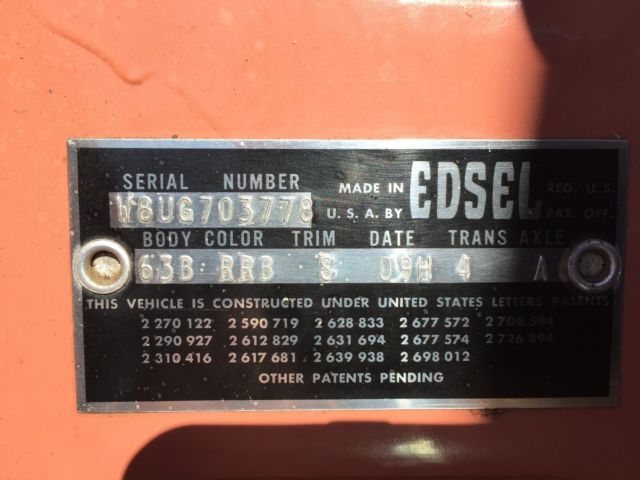 SERIAL NUMBER
W8UG703778
MADE IN
U.S.A. BY
EDSEL
REG. U.S.
PAT. OFF.
BODY COLOR TRIM DATE TRANS AXLE
63B RRB S 09H 4 A
THIS VEHICLE IS CONSTRUCTED UNDER UNITED STATES LETTERS PATENTS
2 270 122 2 590 719 2 628 833 2 677 572 2 708 594
2 290 927 2 612 829 2 631 694 2 677 574 2 726 894
2 310 416 2 617 681 2 639 938 2 698 012
OTHER PATENTS PENDING